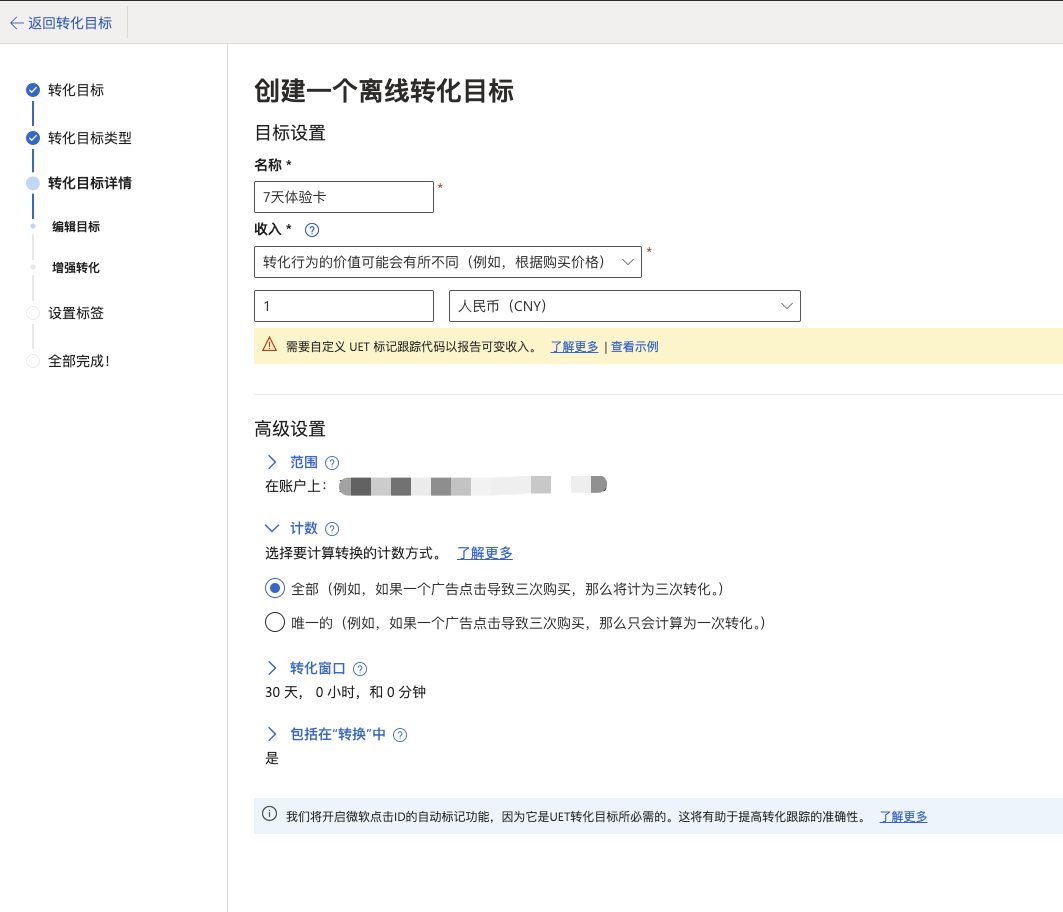 返回转化目标
转化目标
转化目标类型
转化目标详情
编辑目标
增强转化
设置标签
全部完成！
创建一个离线转化目标
目标设置
名称 *
7天体验卡 *
收入 *
转化行为的价值可能会有所不同（例如，根据购买价格） *
1 人民币（CNY）
需要自定义 UET 标记跟踪代码以报告可变收入。 了解更多 | 查看示例
高级设置
范围
在账户上：
计数
选择要计算转换的计数方式。 了解更多
全部（例如，如果一个广告点击导致三次购买，那么将计为三次转化。）
唯一的（例如，如果一个广告点击导致三次购买，那么只会计算为一次转化。）
转化窗口
30 天， 0 小时，和 0 分钟
包括在“转换”中
是
我们将开启微软点击ID的自动标记功能，因为它是UET转化目标所必需的。这将有助于提高转化跟踪的准确性。 了解更多